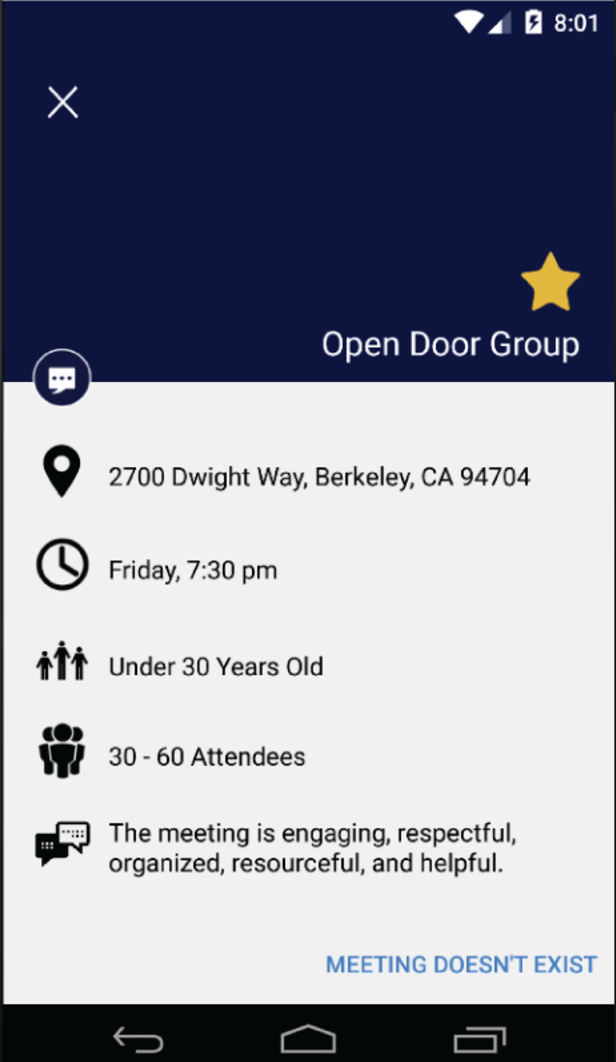 8:01
Open Door Group
2700 Dwight Way, Berkeley, CA 94704
Friday, 7:30 pm
Under 30 Years Old
30 - 60 Attendees
The meeting is engaging, respectful,
organized, resourceful, and helpful.
MEETING DOESN'T EXIST